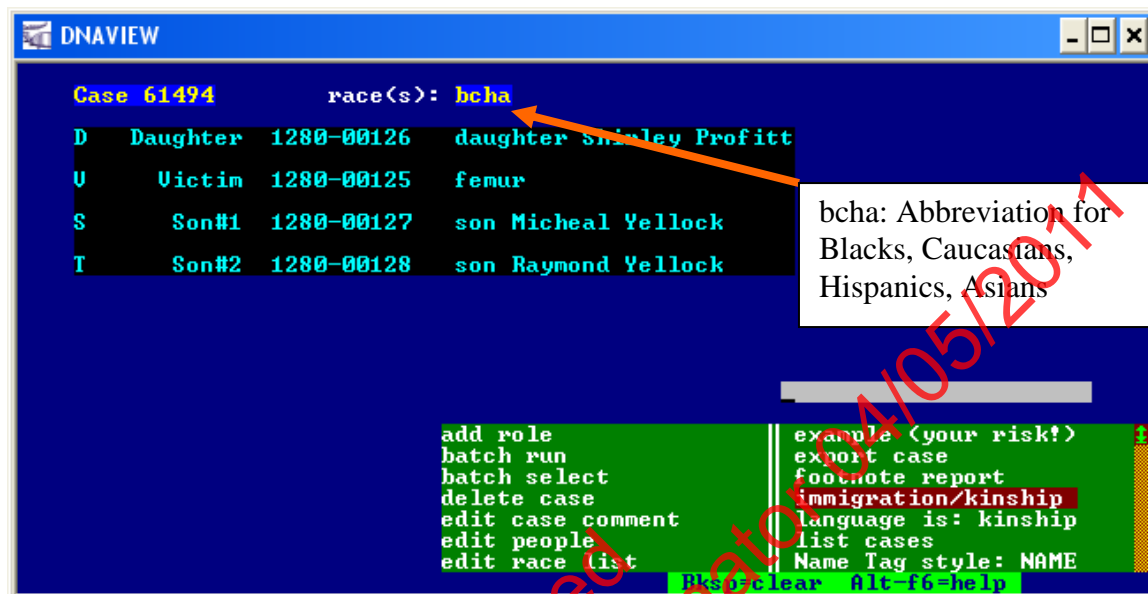 DNAVIEW
Case 61494 race(s): bcha
D Daughter 1280-00126 daughter Shirley Profitt
V Victim 1280-00125 femur
S Son#1 1280-00127 son Micheal Yellock
T Son#2 1280-00128 son Raymond Yellock
bcha: Abbreviation for
Blacks, Caucasians,
Hispanics, Asians
add role
batch run
batch select
delete case
edit case comment
edit people
edit race list
example (your risk!)
export case
footnote report
immigration/kinship
language is: kinship
list cases
Name Tag style: NAME
Bksp=clear Alt-f6=help
04/05/2011